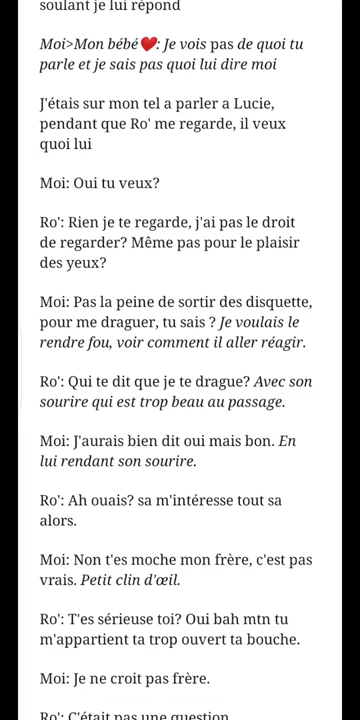 soulant je lui répond
Moi>Mon bébé❤️: Je vois pas de quoi tu
parle et je sais pas quoi lui dire moi
J'étais sur mon tel a parler a Lucie,
pendant que Ro' me regarde, il veux
quoi lui
Moi: Oui tu veux?
Ro': Rien je te regarde, j'ai pas le droit
de regarder? Même pas pour le plaisir
des yeux?
Moi: Pas la peine de sortir des disquette,
pour me draguer, tu sais ? Je voulais le
rendre fou, voir comment il aller réagir.
Ro': Qui te dit que je te drague? Avec son
sourire qui est trop beau au passage.
Moi: J'aurais bien dit oui mais bon. En
lui rendant son sourire.
Ro': Ah ouais? sa m'intéresse tout sa
alors.
Moi: Non t'es moche mon frère, c'est pas
vrais. Petit clin d'œil.
Ro': T'es sérieuse toi? Oui bah mtn tu
m'appartient ta trop ouvert ta bouche.
Moi: Je ne croit pas frère.
Ro': C'était pas une question